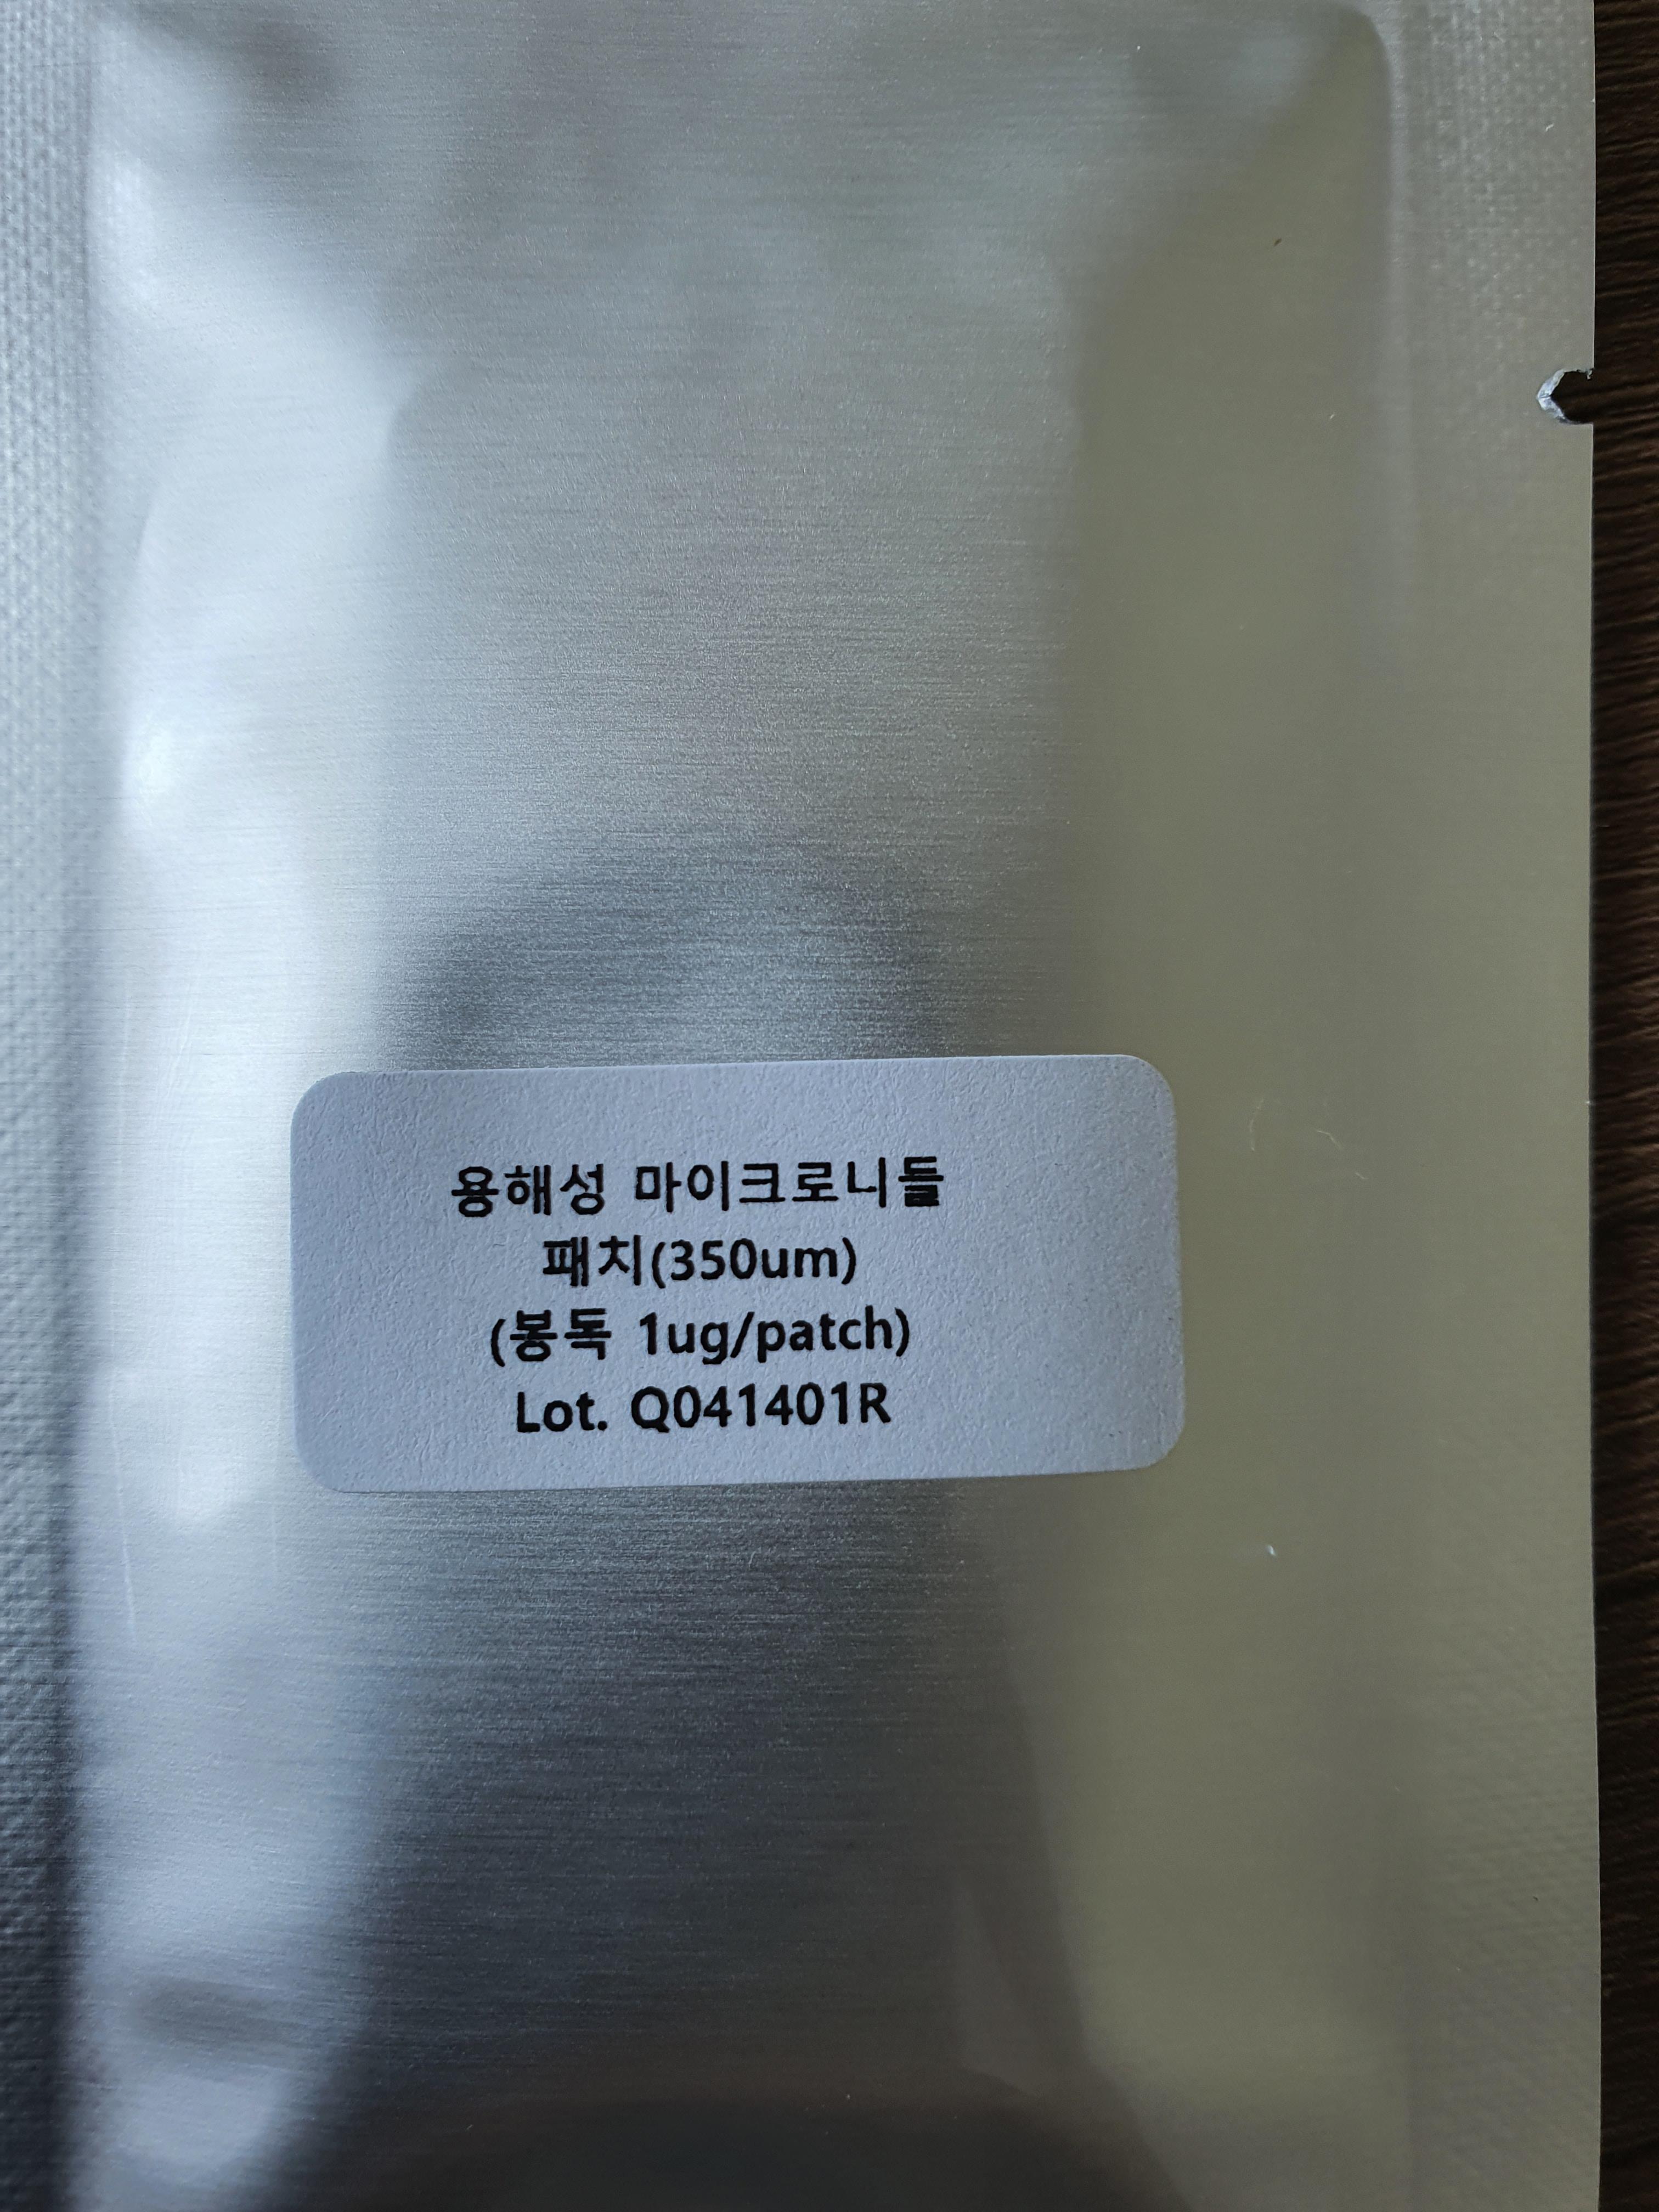 용해성 마이크로니들
패치(350um)
(봉독 1ug/patch)
Lot. Q041401R